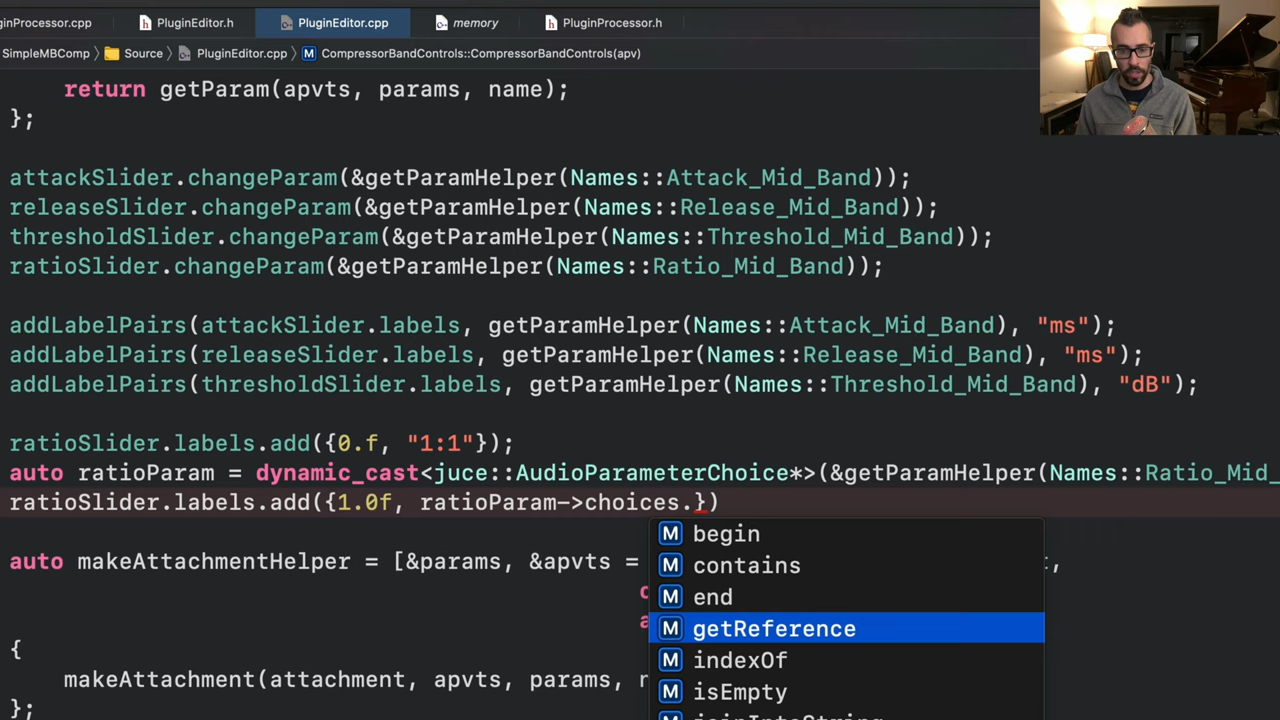 ginProcessor.cpp PluginEditor.h PluginEditor.cpp memory PluginProcessor.h
SimpleMBComp Source PluginEditor.cpp M CompressorBandControls::CompressorBandControls(apv)
return getParam(apvts, params, name);
};
attackSlider.changeParam(&getParamHelper(Names::Attack_Mid_Band));
releaseSlider.changeParam(&getParamHelper(Names::Release_Mid_Band));
thresholdSlider.changeParam(&getParamHelper(Names::Threshold_Mid_Band));
ratioSlider.changeParam(&getParamHelper(Names::Ratio_Mid_Band));
addLabelPairs(attackSlider.labels, getParamHelper(Names::Attack_Mid_Band), "ms");
addLabelPairs(releaseSlider.labels, getParamHelper(Names::Release_Mid_Band), "ms");
addLabelPairs(thresholdSlider.labels, getParamHelper(Names::Threshold_Mid_Band), "dB");
ratioSlider.labels.add({0.f, "1:1"});
auto ratioParam = dynamic_cast<juce::AudioParameterChoice*>(&getParamHelper(Names::Ratio_Mid_
ratioSlider.labels.add({1.0f, ratioParam->choices.})
M begin
auto makeAttachmentHelper = [&params, &apvts =
M contains
M end
M getReference
{
M indexOf
makeAttachment(attachment, apvts, params,
M isEmpty
};